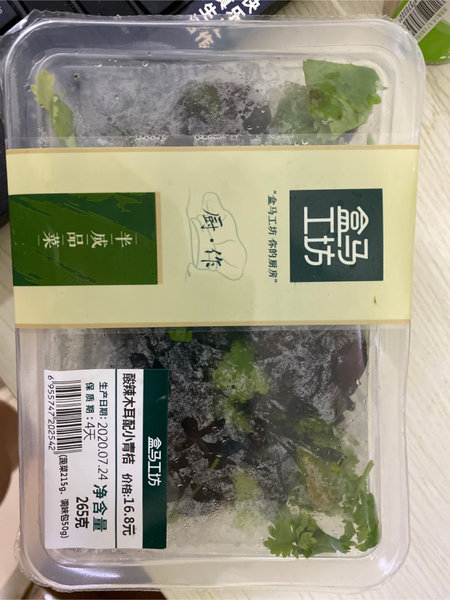 盒马工坊
"盒马工坊 你的厨房"
厨·作
半成品菜
盒马工坊
酸辣木耳配小青桔 价格:16.8元
生产日期: 2020.07.24 净含量
保质期: 4天 265克
(蔬菜215g、调味包50g)
6955747202542